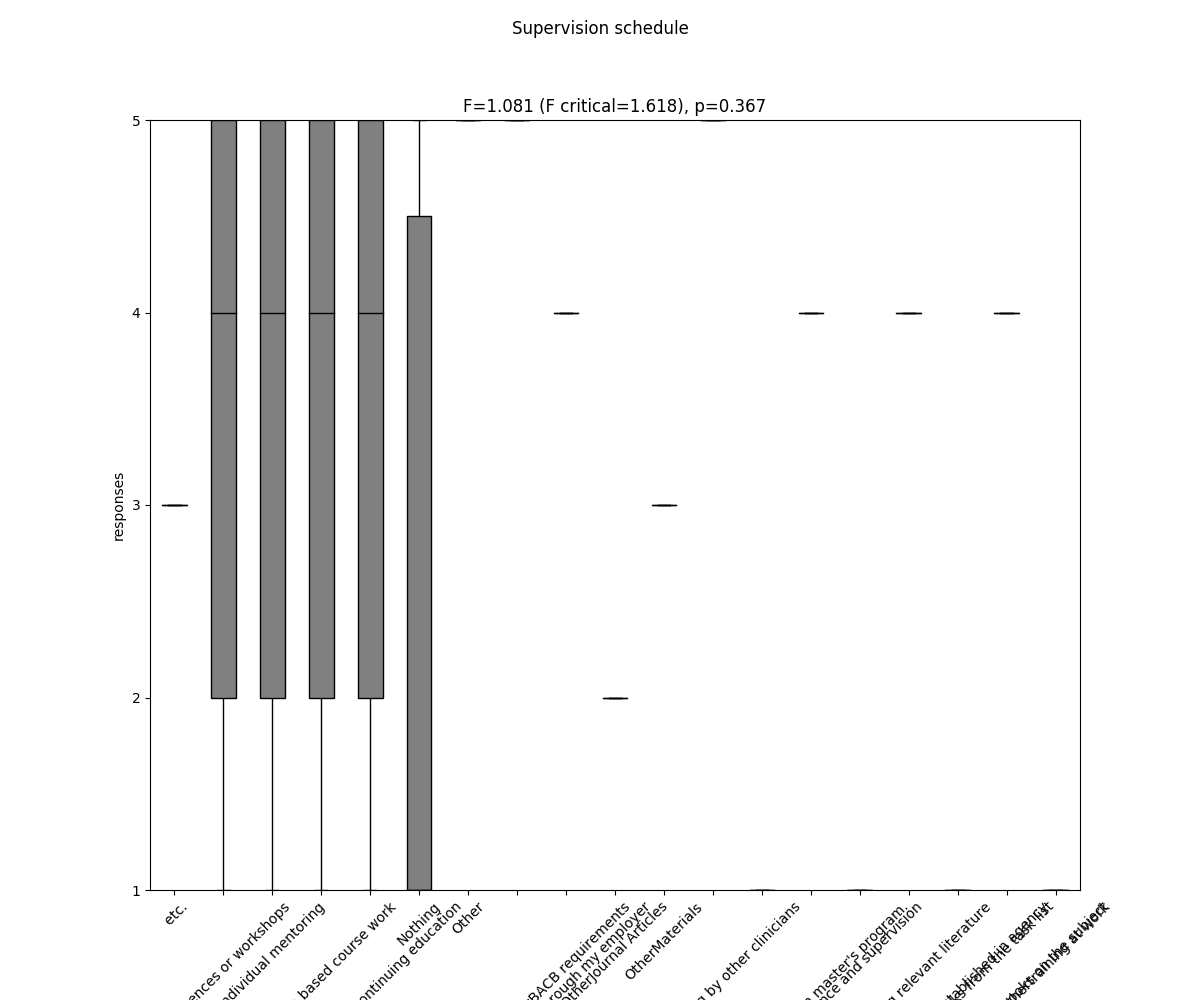 Supervision schedule
F=1.081 (F critical=1.618), p=0.367
5
4
3
2
1
responses
etc.
ences or workshops
ndividual mentoring
based course work
Nothing
ontinuing education
Other
BACB requirements
rough my employer
Journal Articles
OtherMaterials
g by other clinicians
master's program.
nce and supervision
g relevant literature